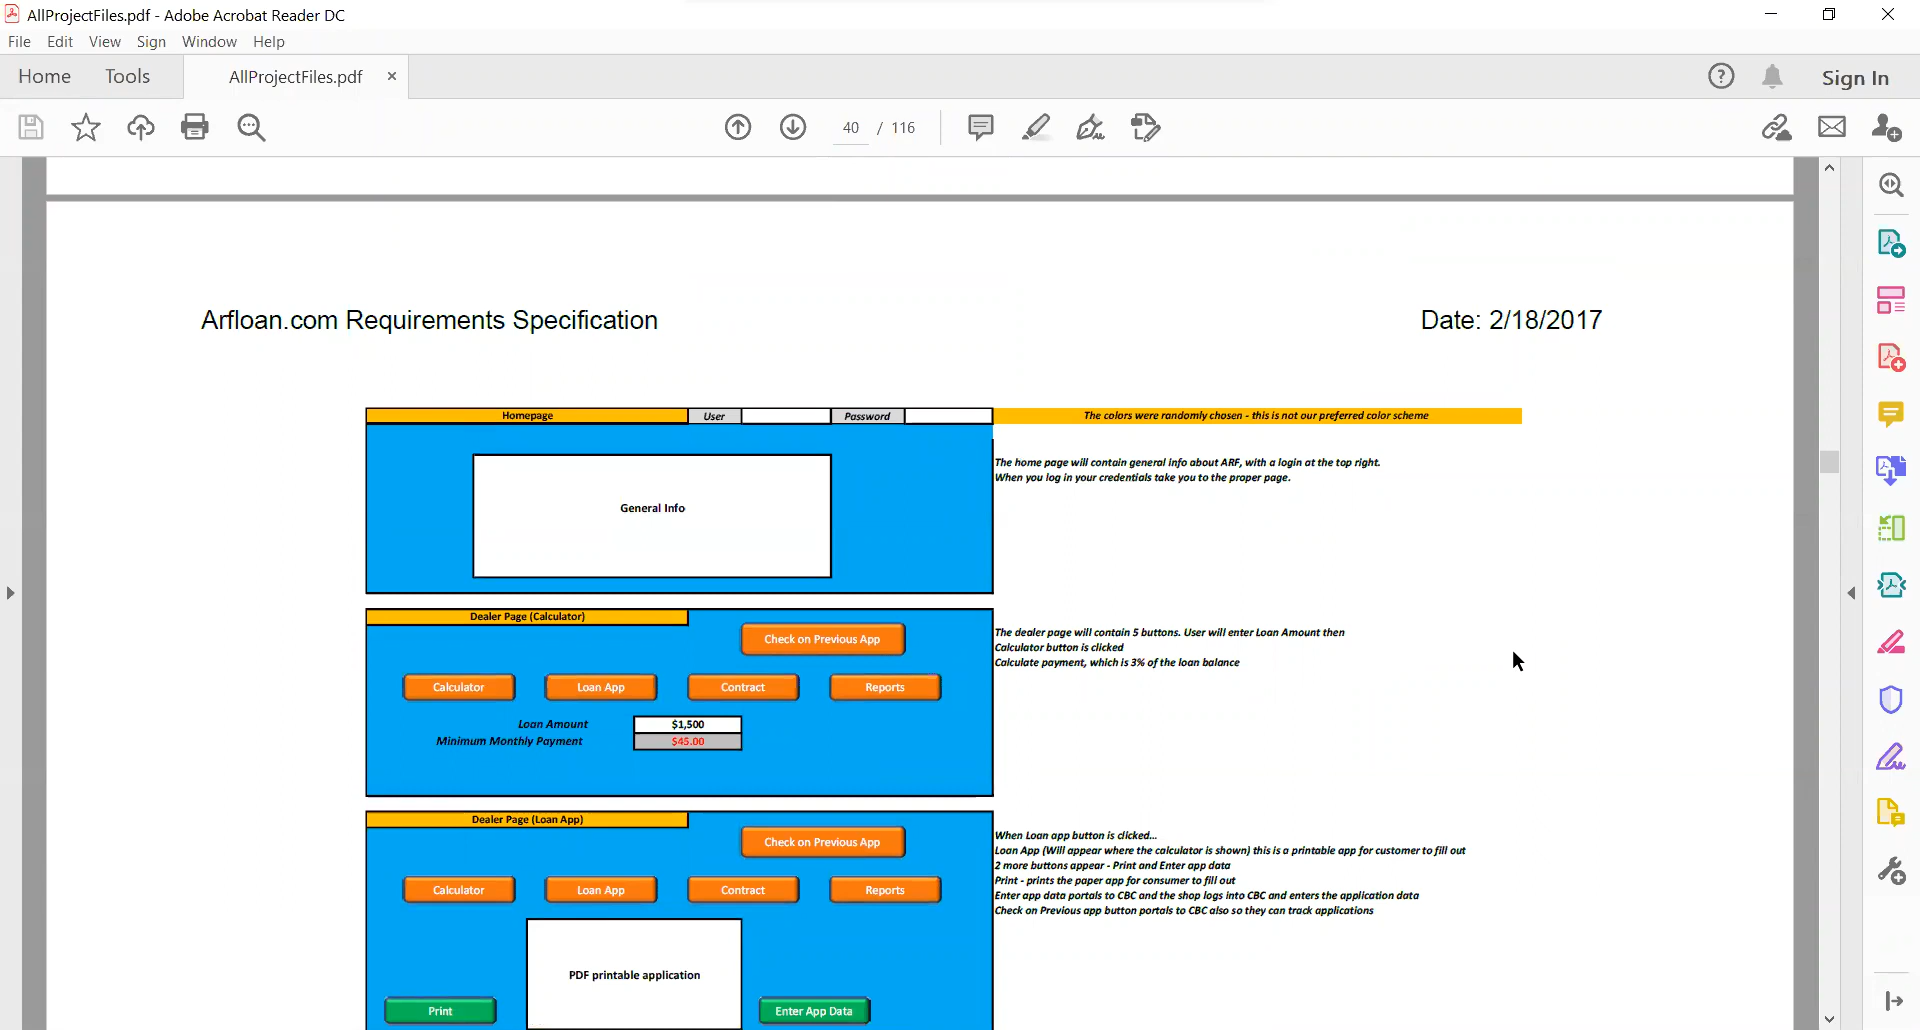 AllProjectFiles.pdf - Adobe Acrobat Reader DC
File Edit View Sign Window Help
Home Tools AllProjectFiles.pdf × Sign In
40 / 116
Arfloan.com Requirements Specification Date: 2/18/2017
Homepage User Password The colors were randomly chosen - this is not our preferred color scheme
The home page will contain general info about ARF, with a login at the top right.
When you log in your credentials take you to the proper page.
General Info
Dealer Page (Calculator)
Check on Previous App
The dealer page will contain 5 buttons. User will enter Loan Amount then
Calculator button is clicked
Calculate payment, which is 3% of the loan balance
Calculator Loan App Contract Reports
Loan Amount $1,500
Minimum Monthly Payment $45.00
Dealer Page (Loan App)
Check on Previous App
When Loan app button is clicked...
Loan App (Will appear where the calculator is shown) this is a printable app for customer to fill out
2 more buttons appear - Print and Enter app data
Print - prints the paper app for consumer to fill out
Enter app data portals to CBC and the shop logs into CBC and enters the application data
Check on Previous app button portals to CBC also so they can track applications
Calculator Loan App Contract Reports
PDF printable application
Print Enter App Data